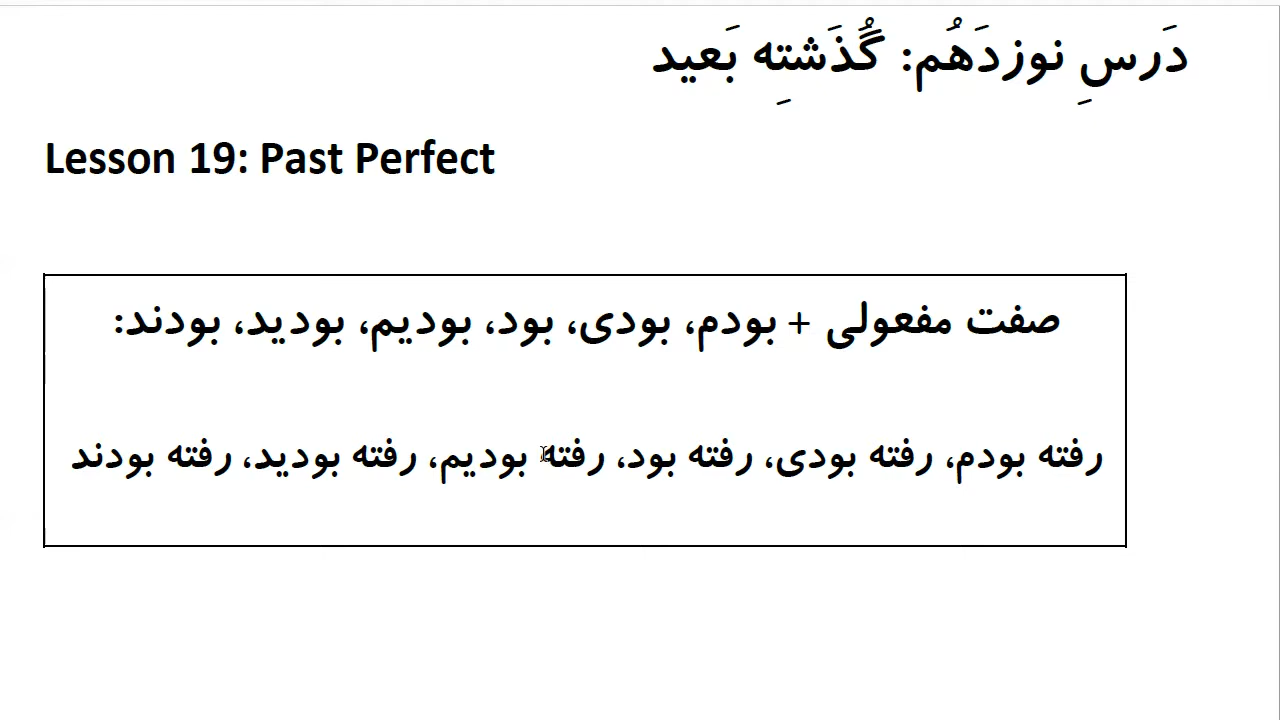 دَرسِ نوزدَهُم: گُذَشتِه بَعید
Lesson 19: Past Perfect
صفت مفعولی + بودم، بودی، بود، بودیم، بودید، بودند:
رفته بودم، رفته بودی، رفته بود، رفته بودیم، رفته بودید، رفته بودند